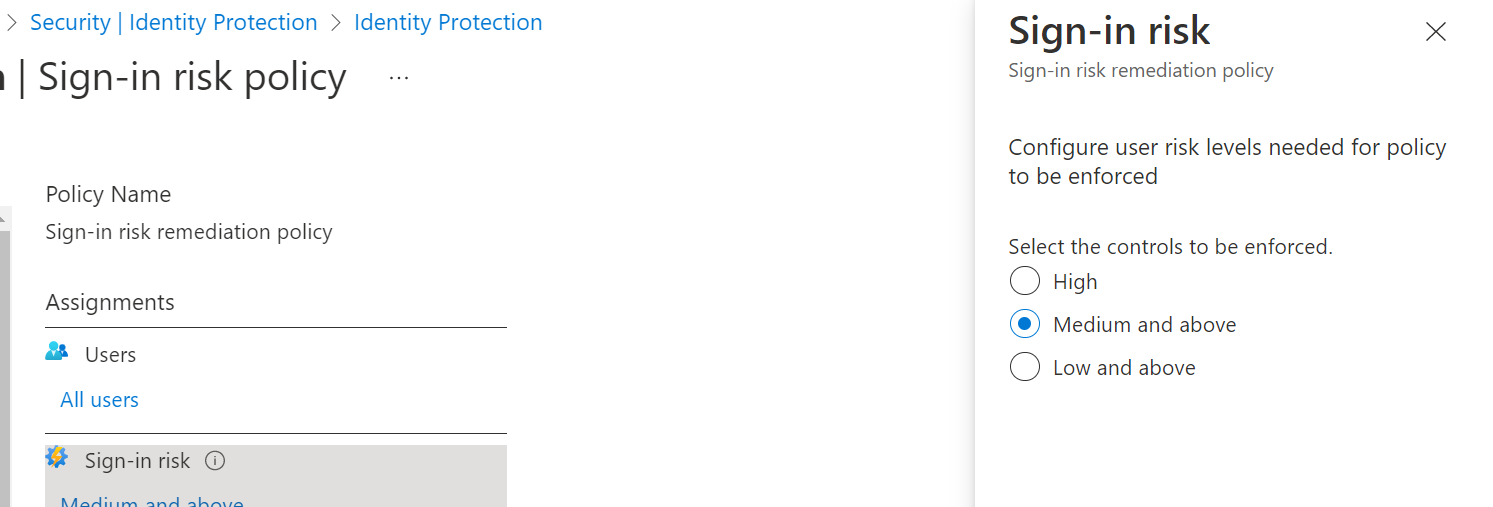 Security | Identity Protection > Identity Protection
| Sign-in risk policy ...
Policy Name
Sign-in risk remediation policy
Assignments
Users
All users
Sign-in risk
Medium and above
Sign-in risk
Sign-in risk remediation policy
Configure user risk levels needed for policy
to be enforced
Select the controls to be enforced.
High
Medium and above
Low and above